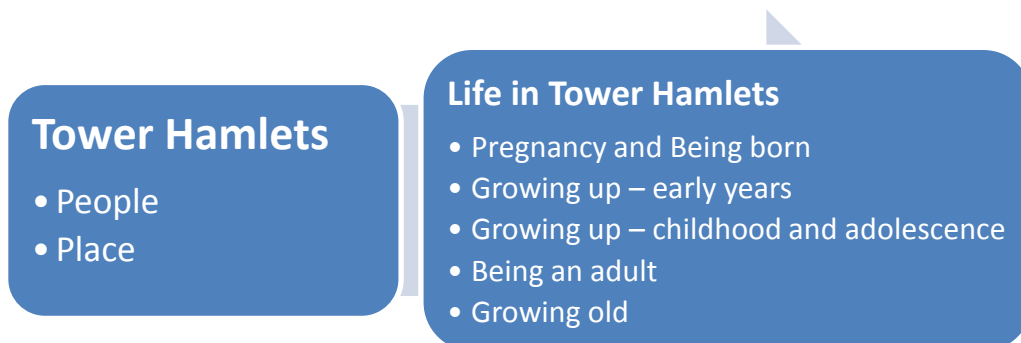 Tower Hamlets
• People
• Place
Life in Tower Hamlets
• Pregnancy and Being born
• Growing up – early years
• Growing up – childhood and adolescence
• Being an adult
• Growing old